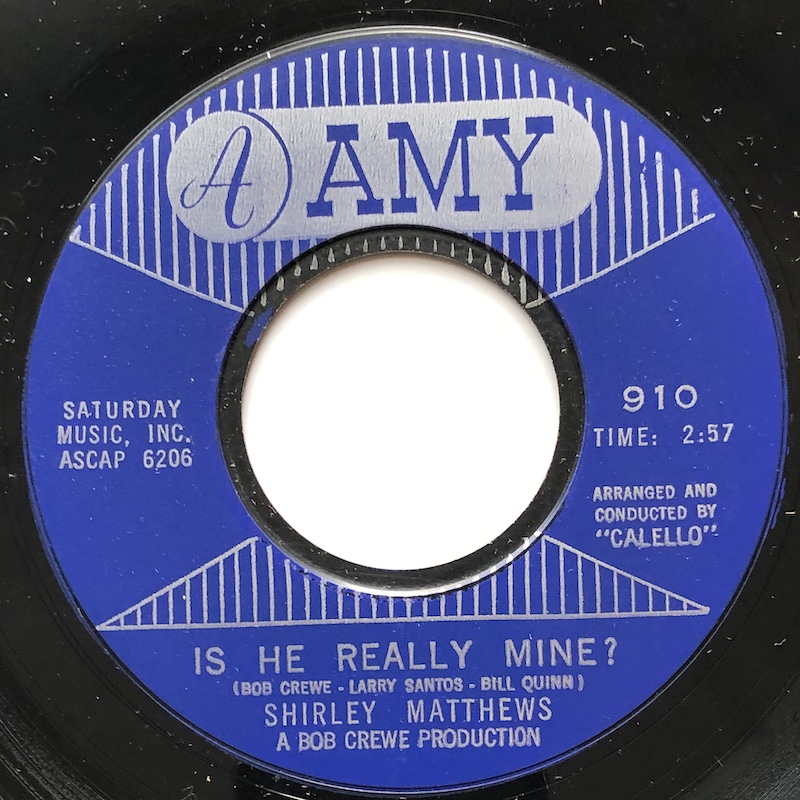 A AMY
SATURDAY
MUSIC, INC.
ASCAP 6206
910
TIME: 2:57
ARRANGED AND
CONDUCTED BY
"CALELLO"
IS HE REALLY MINE?
(BOB CREWE - LARRY SANTOS - BILL QUINN)
SHIRLEY MATTHEWS
A BOB CREWE PRODUCTION